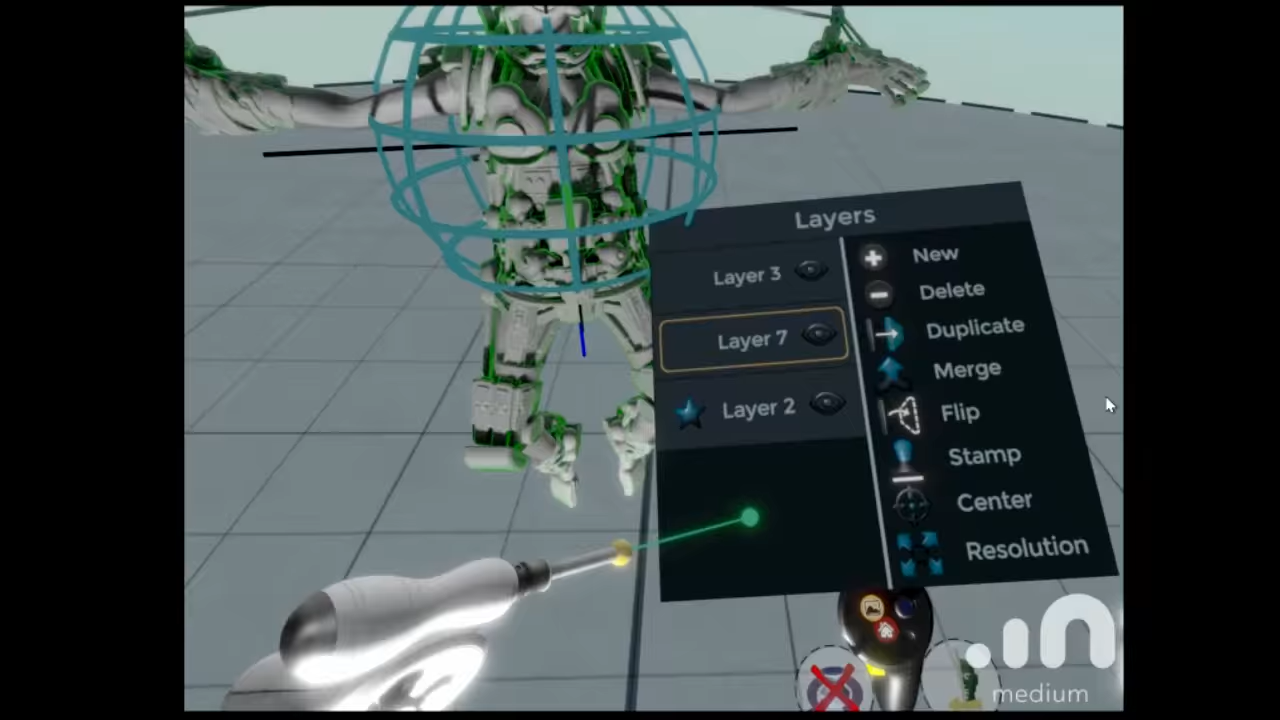 Layers
Layer 3
Layer 7
Layer 2
New
Delete
Duplicate
Merge
Flip
Stamp
Center
Resolution
medium